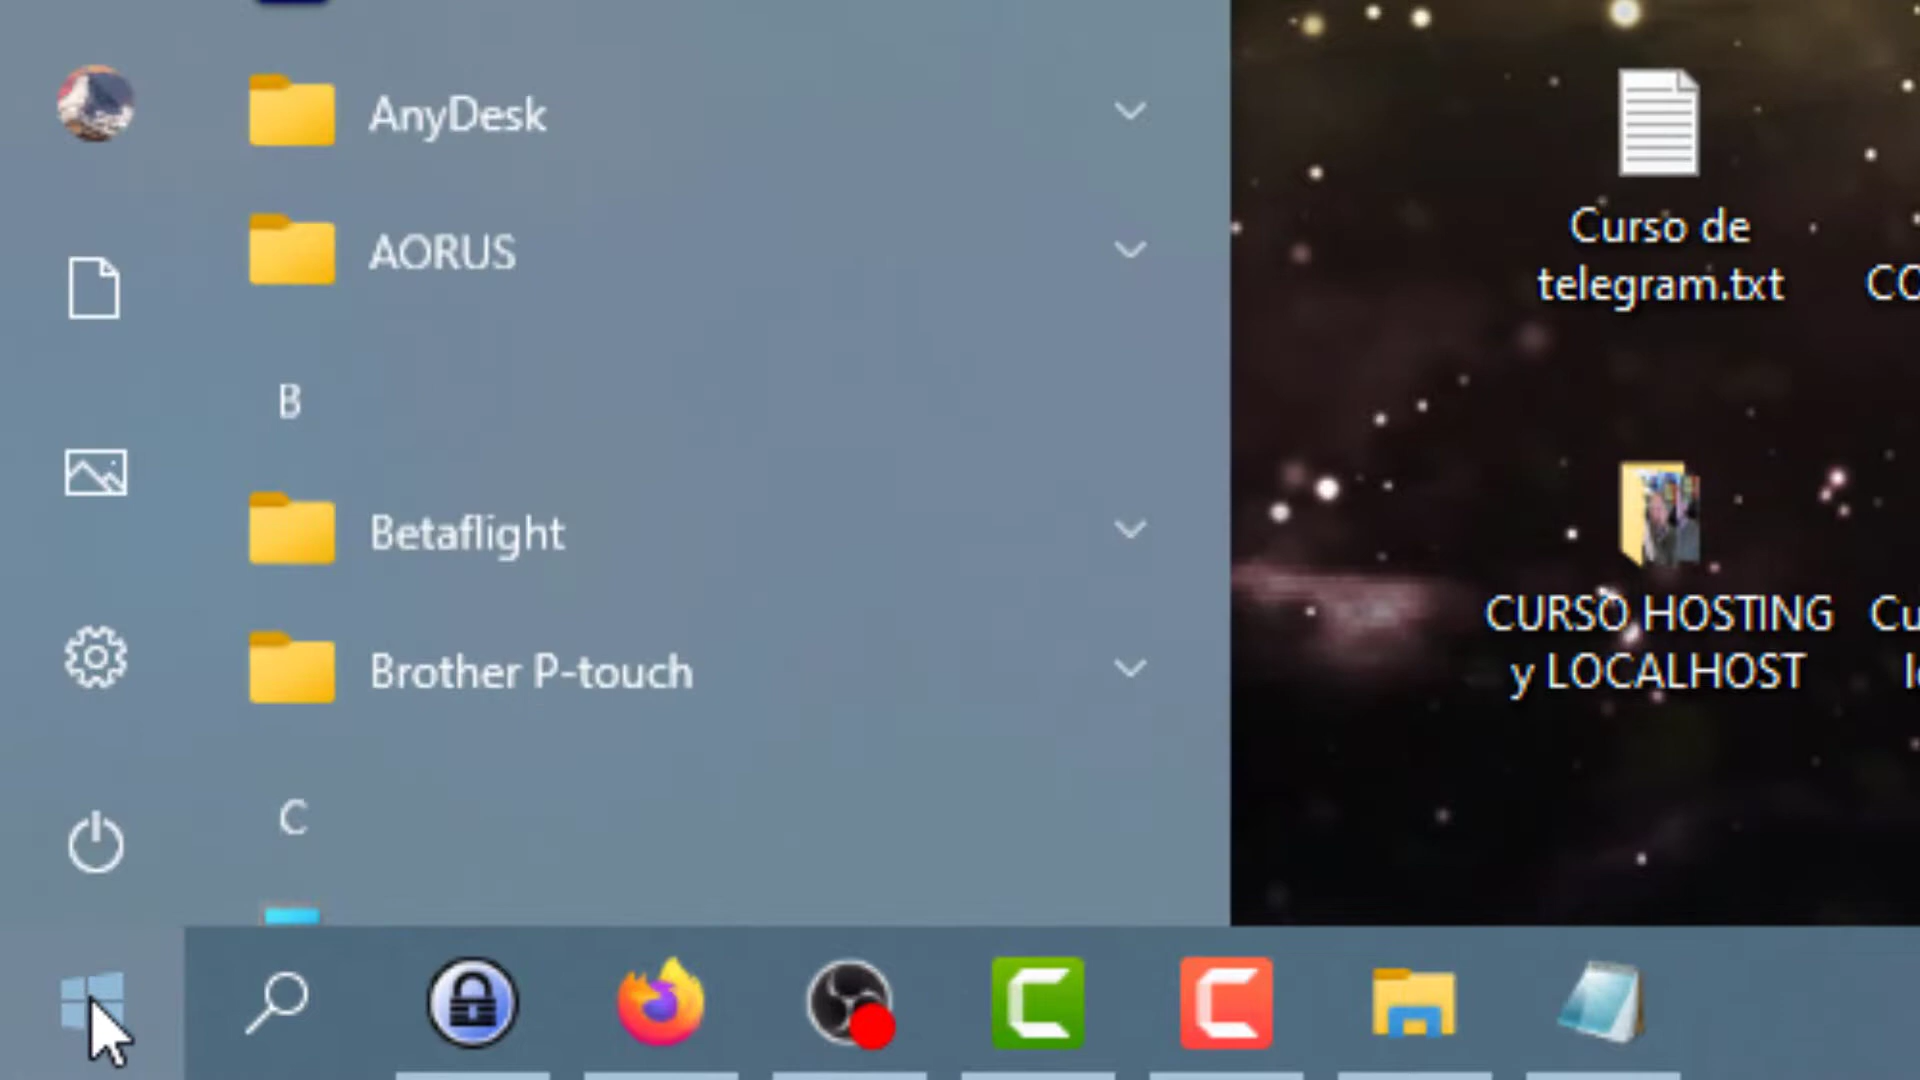 AnyDesk
AORUS
B
Betaflight
Brother P-touch
C
Curso de
telegram.txt
CURSO HOSTING
y LOCALHOST